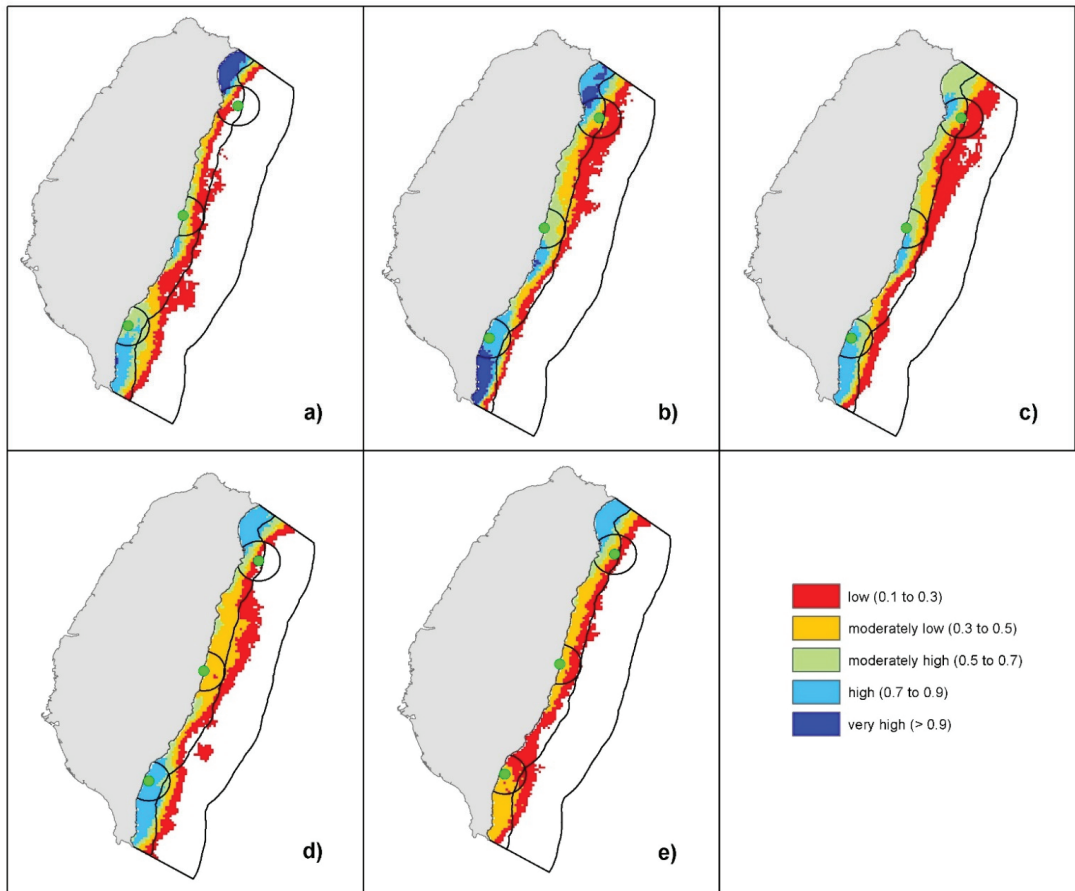 a)
b)
c)
d)
e)
low (0.1 to 0.3)
moderately low (0.3 to 0.5)
moderately high (0.5 to 0.7)
high (0.7 to 0.9)
very high (> 0.9)